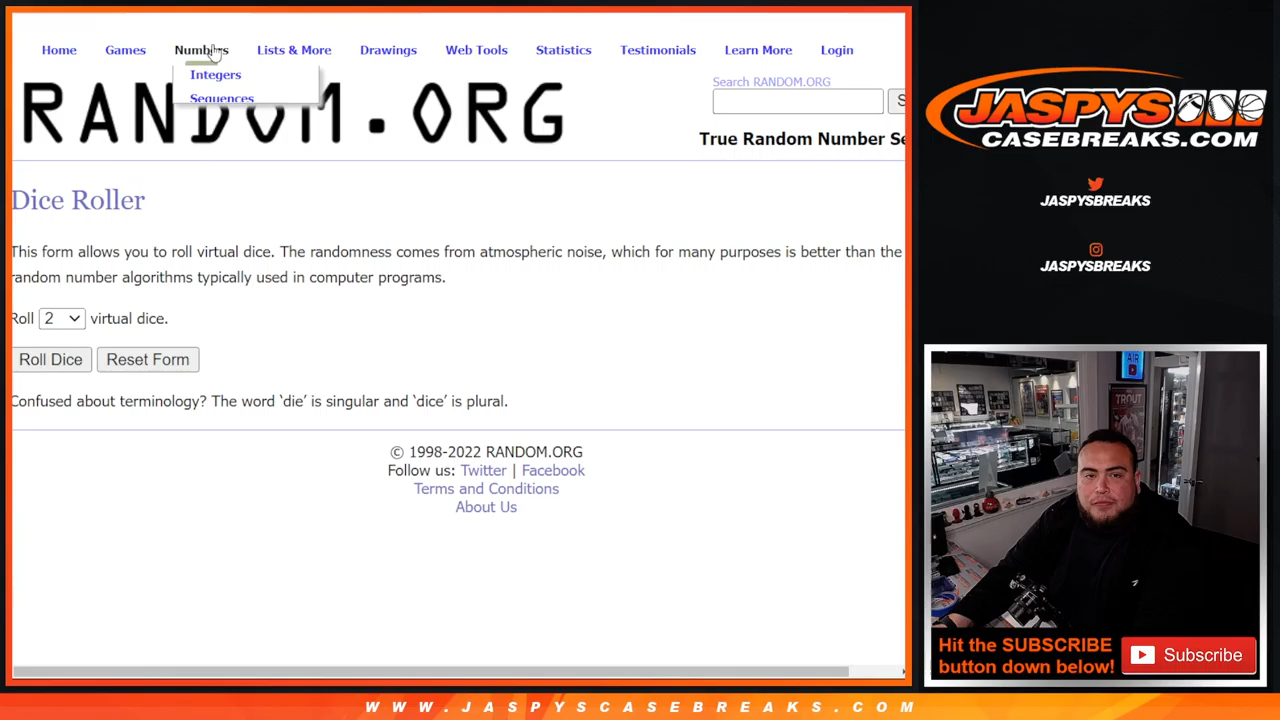 Home Games Numbers Lists & More Drawings Web Tools Statistics Testimonials Learn More Login
Integers
Sequences
Search RANDOM.ORG
RANDOM.ORG
S
True Random Number Se
Dice Roller
This form allows you to roll virtual dice. The randomness comes from atmospheric noise, which for many purposes is better than the
random number algorithms typically used in computer programs.
Roll 2 virtual dice.
Roll Dice Reset Form
Confused about terminology? The word ‘die’ is singular and ‘dice’ is plural.
© 1998-2022 RANDOM.ORG
Follow us: Twitter | Facebook
Terms and Conditions
About Us
JASPYS
CASEBREAKS.COM
JASPYSBREAKS
JASPYSBREAKS
AIR
TROUT
Hit the SUBSCRIBE
button down below!
Subscribe
WWW.JASPYSCASEBREAKS.COM